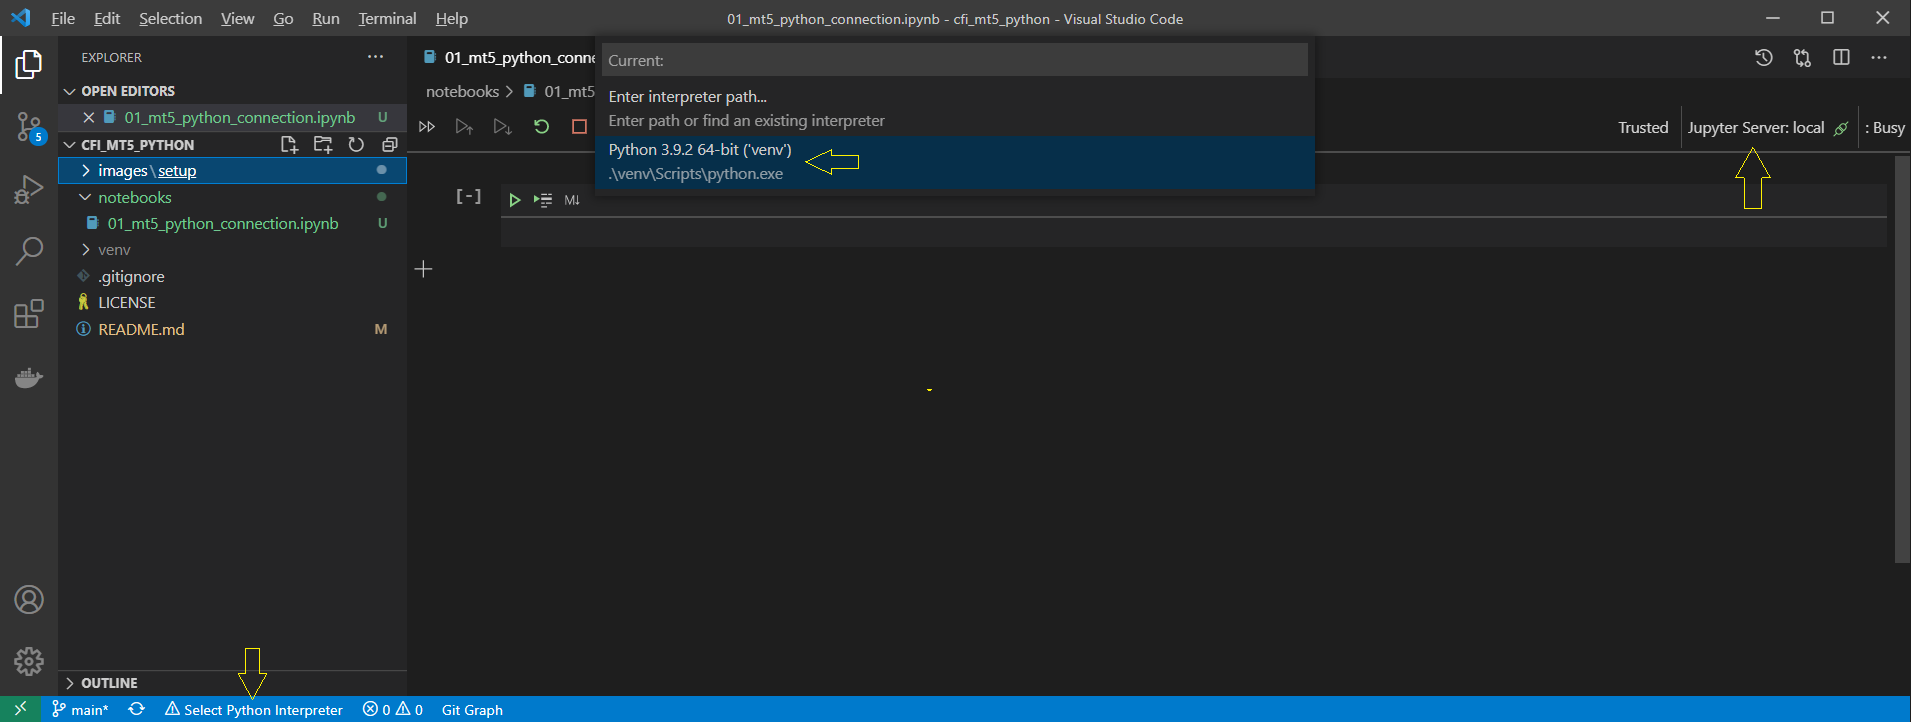 File Edit Selection View Go Run Terminal Help
01_mt5_python_connection.ipynb - cfi_mt5_python - Visual Studio Code
EXPLORER
OPEN EDITORS
01_mt5_python_connection.ipynb U
CFI_MT5_PYTHON
images\setup
notebooks
01_mt5_python_connection.ipynb U
venv
.gitignore
LICENSE
README.md M
OUTLINE
01_mt5_python_conne
notebooks > 01_mt5
Current:
Enter interpreter path...
Enter path or find an existing interpreter
Python 3.9.2 64-bit ('venv')
.\venv\Scripts\python.exe
Trusted Jupyter Server: local : Busy
[-] M↓
5
main* Select Python Interpreter 0 0 Git Graph